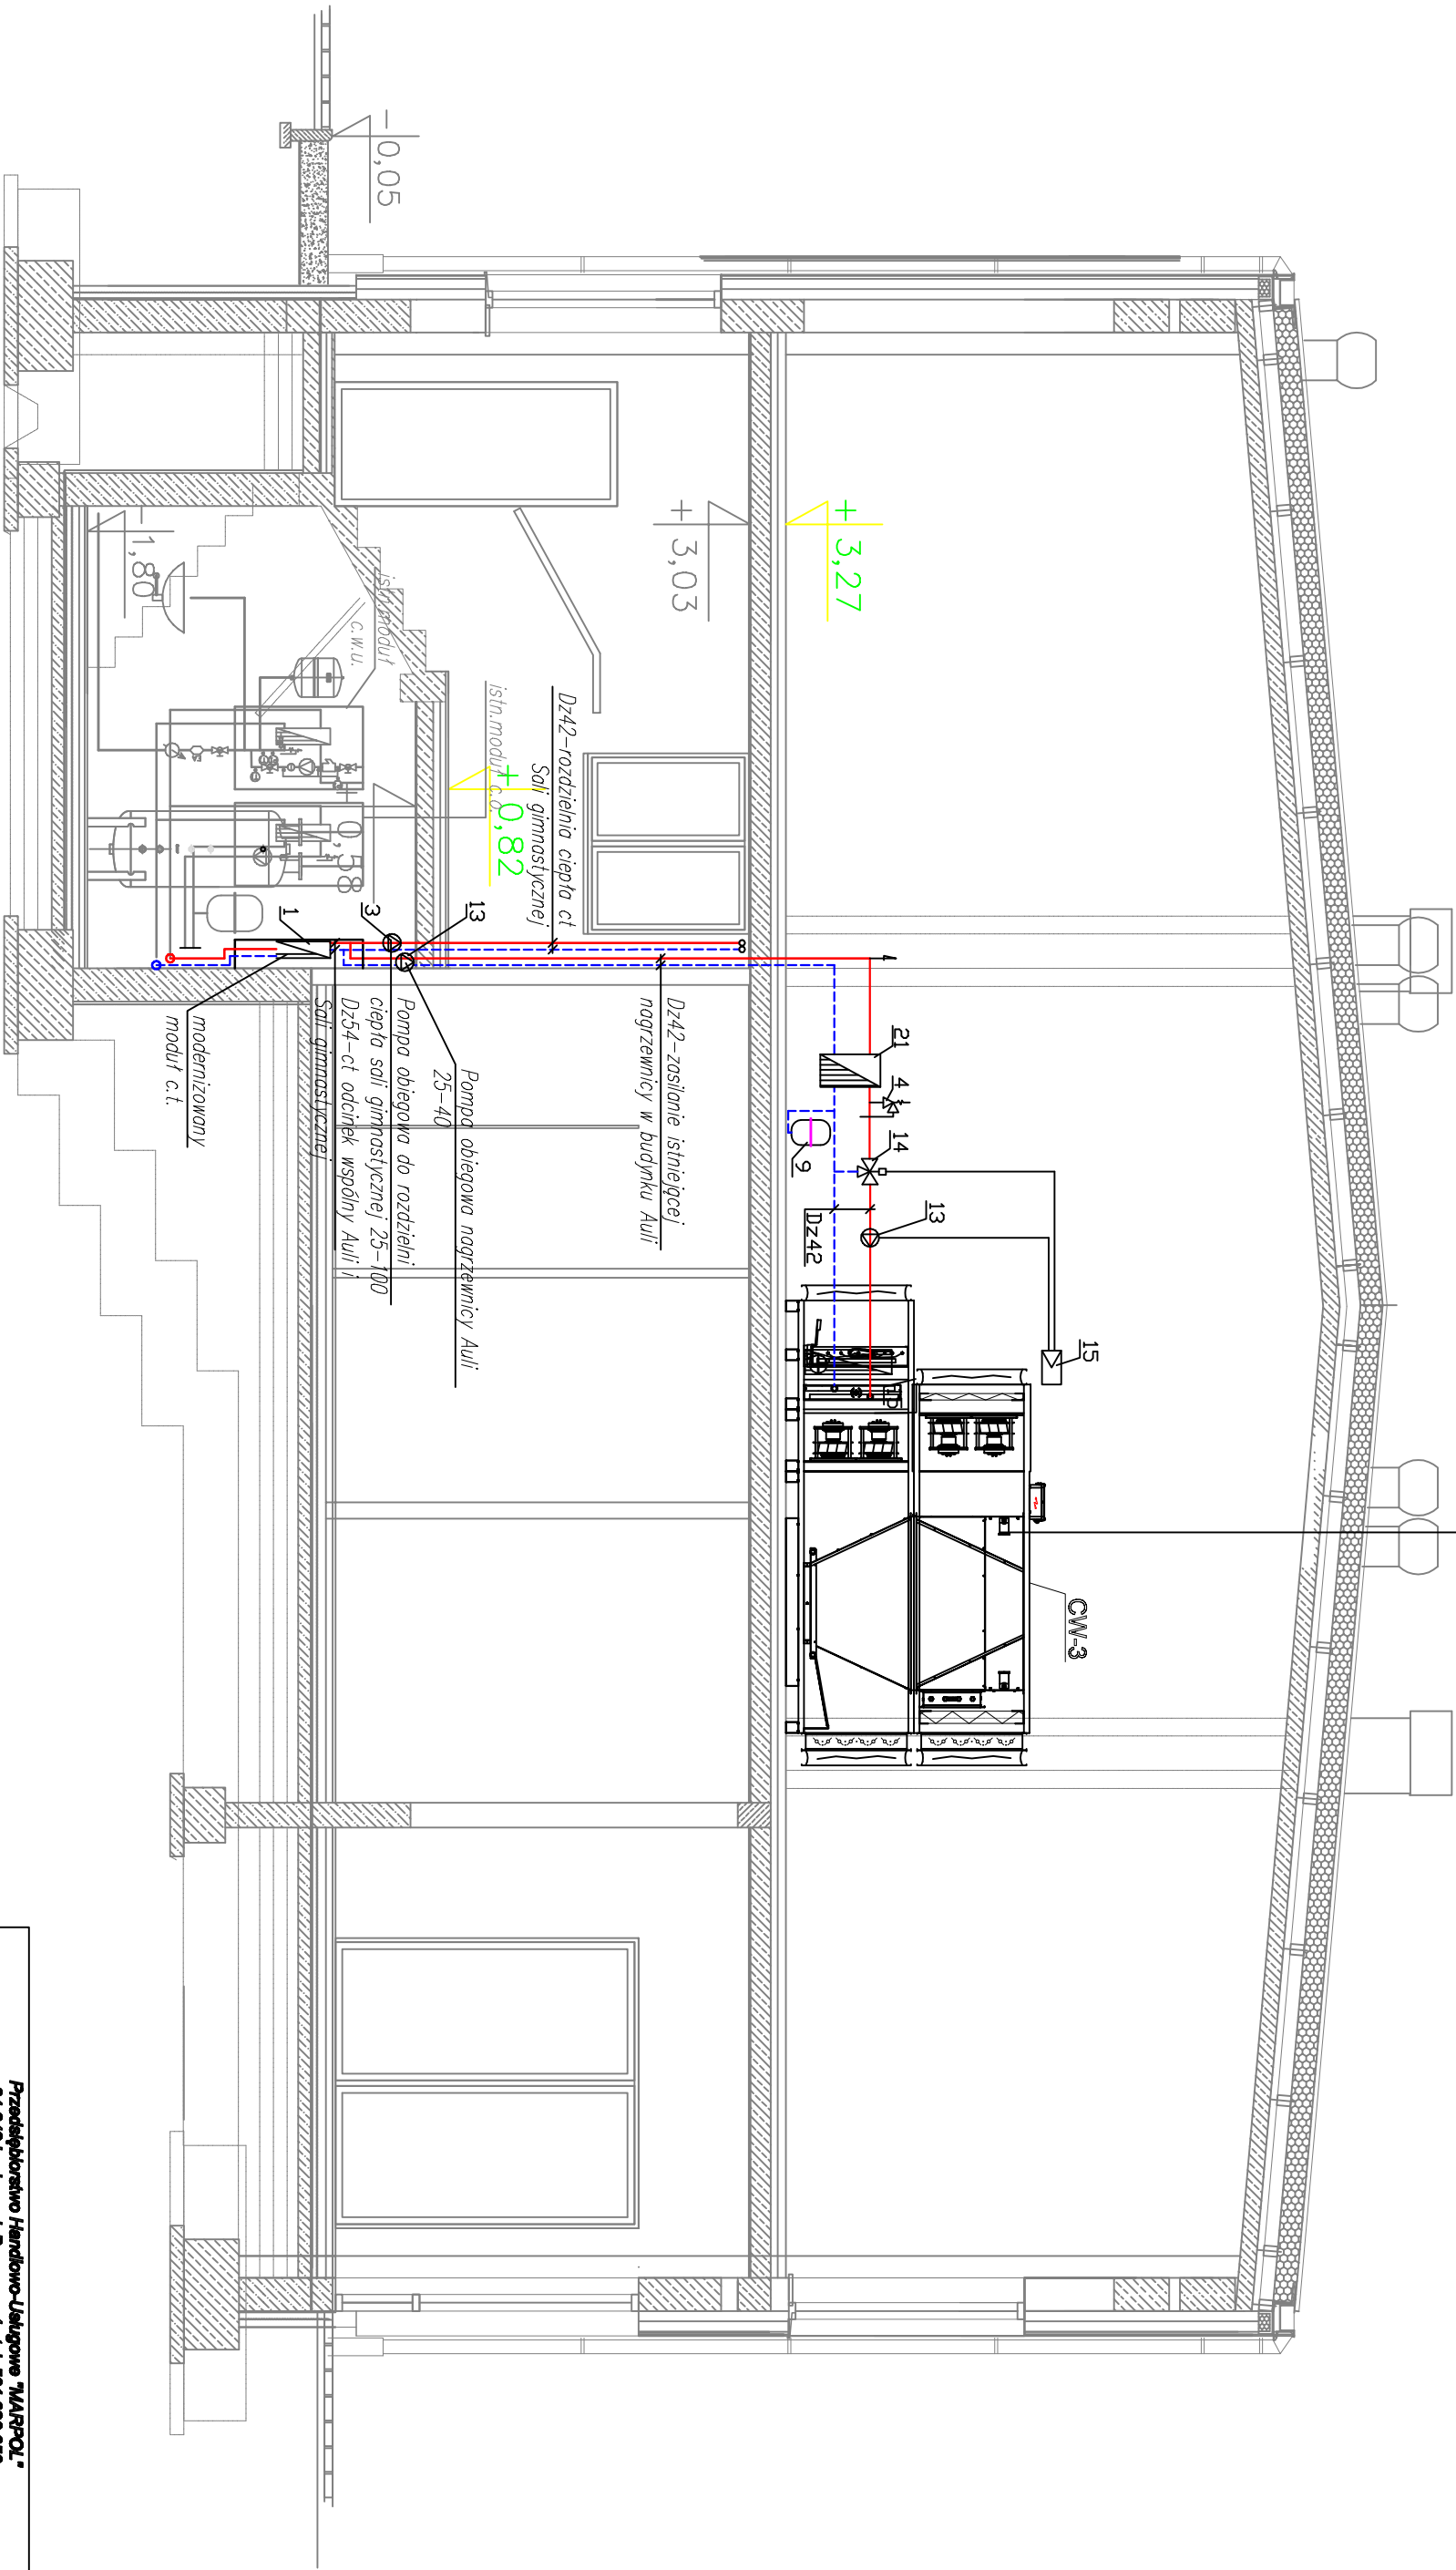 - 0,05
+ 3,27
+ 3,03
- 1,80
+ 0,82
- 0,38
istn.moduł
c.w.u.
istn.moduł c.o.
Dz42-rozdzielnia ciepła ct
Sali gimnastycznej
1
3
13
21
4
14
9
13
Dz42
15
CW-3
Dz42-zasilanie istniejącej
nagrzewnicy w budynku Auli
Pompa obiegowa nagrzewnicy Auli
25-40
Pompa obiegowa do rozdzielni
ciepła sali gimnastycznej 25-100
Dz54-ct odcinek wspólny Auli i
Sali gimnastycznej
modernizowany
moduł c.t.
Przedsiębiorstwo Handlowo-Usługowe "MARPOL"